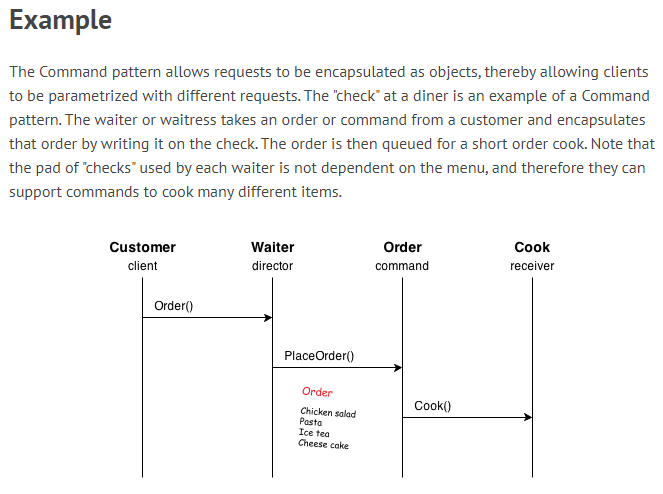 Example
The Command pattern allows requests to be encapsulated as objects, thereby allowing clients
to be parametrized with different requests. The "check" at a diner is an example of a Command
pattern. The waiter or waitress takes an order or command from a customer and encapsulates
that order by writing it on the check. The order is then queued for a short order cook. Note that
the pad of "checks" used by each waiter is not dependent on the menu, and therefore they can
support commands to cook many different items.
Customer Waiter Order Cook
client director command receiver
Order()
PlaceOrder()
Order
Chicken salad
Pasta
Ice tea
Cheese cake
Cook()